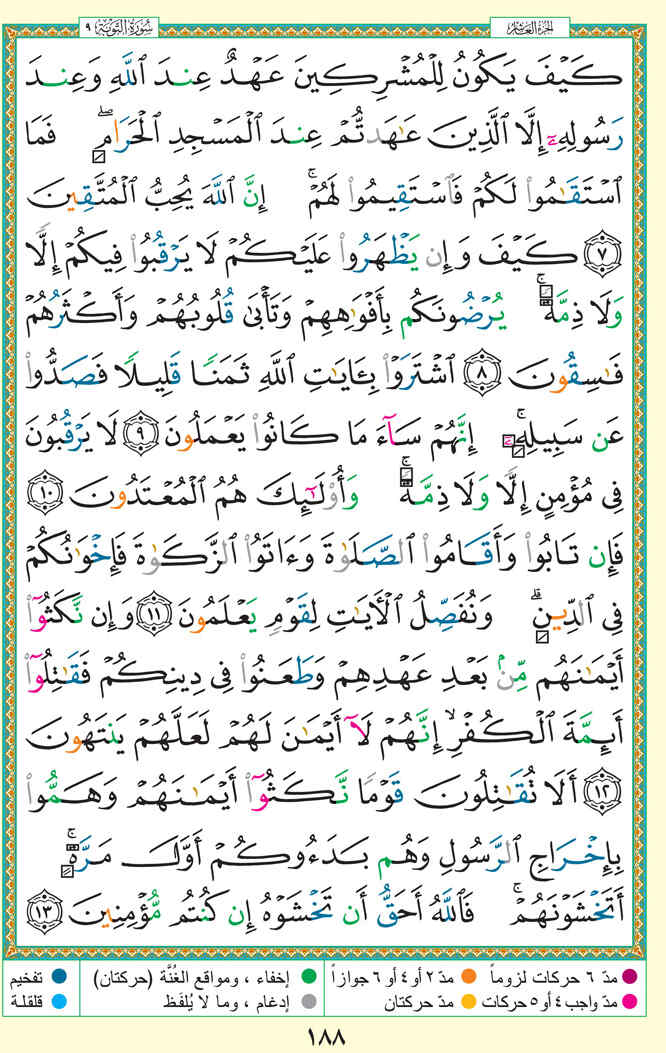 الجزء العاشر
سورة التوبة ٩
كَيْفَ يَكُونُ لِلْمُشْرِكِينَ عَهْدٌ عِندَ ٱللَّهِ وَعِندَ
رَسُولِهِۦٓ إِلَّا ٱلَّذِينَ عَٰهَدتُّمْ عِندَ ٱلْمَسْجِدِ ٱلْحَرَامِۖ فَمَا
ٱسْتَقَٰمُوا۟ لَكُمْ فَٱسْتَقِيمُوا۟ لَهُمْۚ إِنَّ ٱللَّهَ يُحِبُّ ٱلْمُتَّقِينَ
٧ كَيْفَ وَإِن يَظْهَرُوا۟ عَلَيْكُمْ لَا يَرْقُبُوا۟ فِيكُمْ إِلًّا
وَلَا ذِمَّةًۚ يُرْضُونَكُم بِأَفْوَٰهِهِمْ وَتَأْبَىٰ قُلُوبُهُمْ وَأَكْثَرُهُمْ
فَٰسِقُونَ ٨ ٱشْتَرَوْا۟ بِـَٔايَٰتِ ٱللَّهِ ثَمَنًا قَلِيلًا فَصَدُّوا۟
عَن سَبِيلِهِۦٓۚ إِنَّهُمْ سَآءَ مَا كَانُوا۟ يَعْمَلُونَ ٩ لَا يَرْقُبُونَ
فِى مُؤْمِنٍ إِلًّا وَلَا ذِمَّةًۚ وَأُو۟لَٰٓئِكَ هُمُ ٱلْمُعْتَدُونَ ١٠
فَإِن تَابُوا۟ وَأَقَامُوا۟ ٱلصَّلَوٰةَ وَءَاتَوُا۟ ٱلزَّكَوٰةَ فَإِخْوَٰنُكُمْ
فِى ٱلدِّينِۗ وَنُفَصِّلُ ٱلْءَايَٰتِ لِقَوْمٍ يَعْلَمُونَ ١١ وَإِن نَّكَثُوٓا۟
أَيْمَٰنَهُم مِّنۢ بَعْدِ عَهْدِهِمْ وَطَعَنُوا۟ فِى دِينِكُمْ فَقَٰتِلُوٓا۟
أَئِمَّةَ ٱلْكُفْرِۙ إِنَّهُمْ لَآ أَيْمَٰنَ لَهُمْ لَعَلَّهُمْ يَنتَهُونَ
١٢ أَلَا تُقَٰتِلُونَ قَوْمًا نَّكَثُوٓا۟ أَيْمَٰنَهُمْ وَهَمُّوا۟
بِإِخْرَاجِ ٱلرَّسُولِ وَهُم بَدَءُوكُمْ أَوَّلَ مَرَّةٍۚ
أَتَخْشَوْنَهُمْۚ فَٱللَّهُ أَحَقُّ أَن تَخْشَوْهُ إِن كُنتُم مُّؤْمِنِينَ ١٣
مدّ ٦ حركات لزوماً مدّ ٢ أو ٤ أو ٦ جوازاً إخفاء ، ومواقع الغُنَّة (حركتان) تفخيم
مدّ واجب ٤ أو ٥ حركات مدّ حركتان إدغام ، وما لا يُلفَظ قلقلة
١٨٨